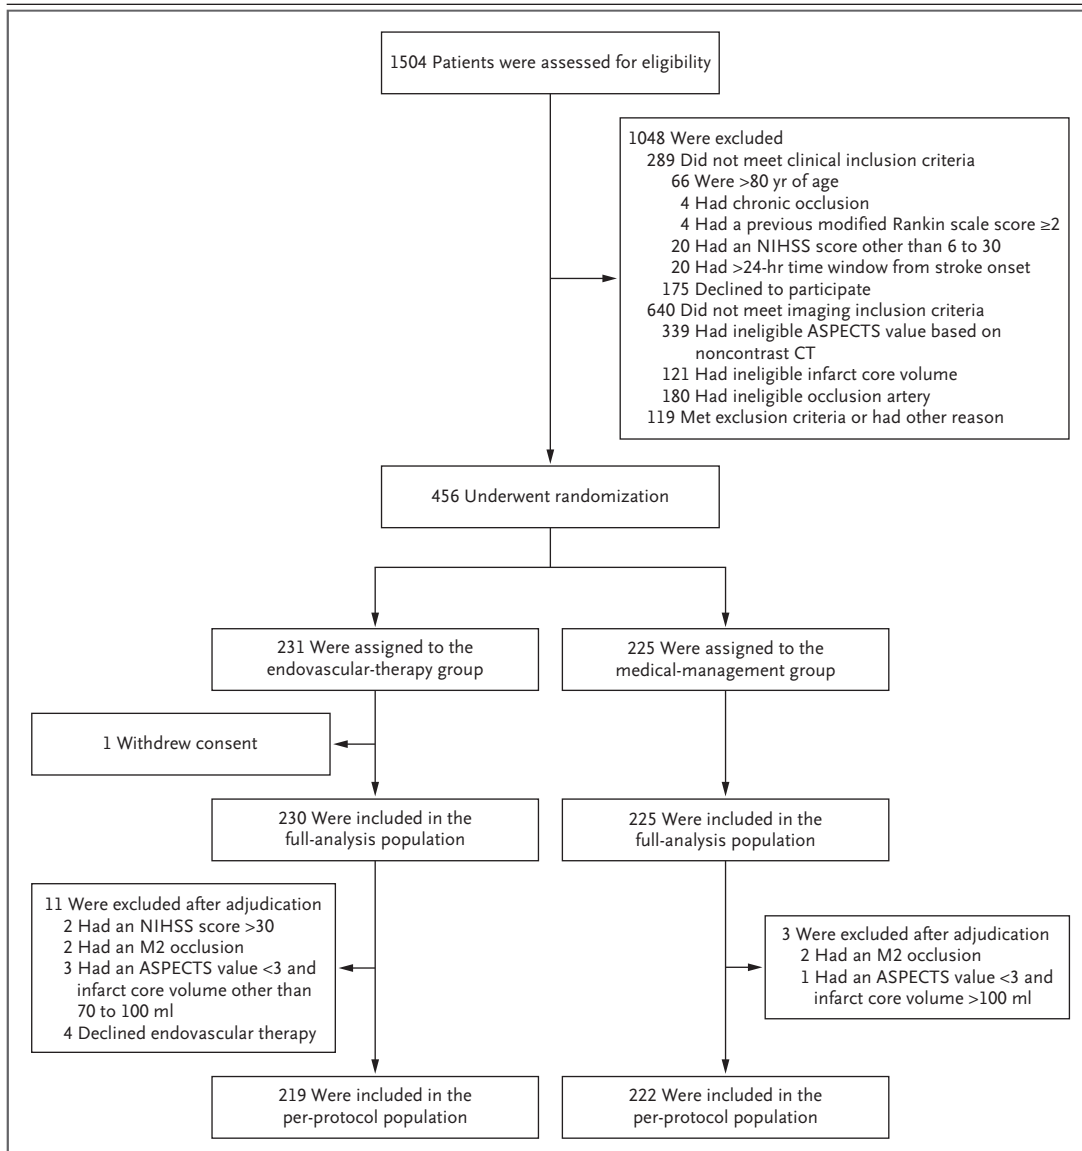 1504 Patients were assessed for eligibility
1048 Were excluded
289 Did not meet clinical inclusion criteria
66 Were >80 yr of age
4 Had chronic occlusion
4 Had a previous modified Rankin scale score ≥2
20 Had an NIHSS score other than 6 to 30
20 Had >24-hr time window from stroke onset
175 Declined to participate
640 Did not meet imaging inclusion criteria
339 Had ineligible ASPECTS value based on
noncontrast CT
121 Had ineligible infarct core volume
180 Had ineligible occlusion artery
119 Met exclusion criteria or had other reason
456 Underwent randomization
231 Were assigned to the
endovascular-therapy group
225 Were assigned to the
medical-management group
1 Withdrew consent
230 Were included in the
full-analysis population
225 Were included in the
full-analysis population
11 Were excluded after adjudication
2 Had an NIHSS score >30
2 Had an M2 occlusion
3 Had an ASPECTS value <3 and
infarct core volume other than
70 to 100 ml
4 Declined endovascular therapy
3 Were excluded after adjudication
2 Had an M2 occlusion
1 Had an ASPECTS value <3 and
infarct core volume >100 ml
219 Were included in the
per-protocol population
222 Were included in the
per-protocol population